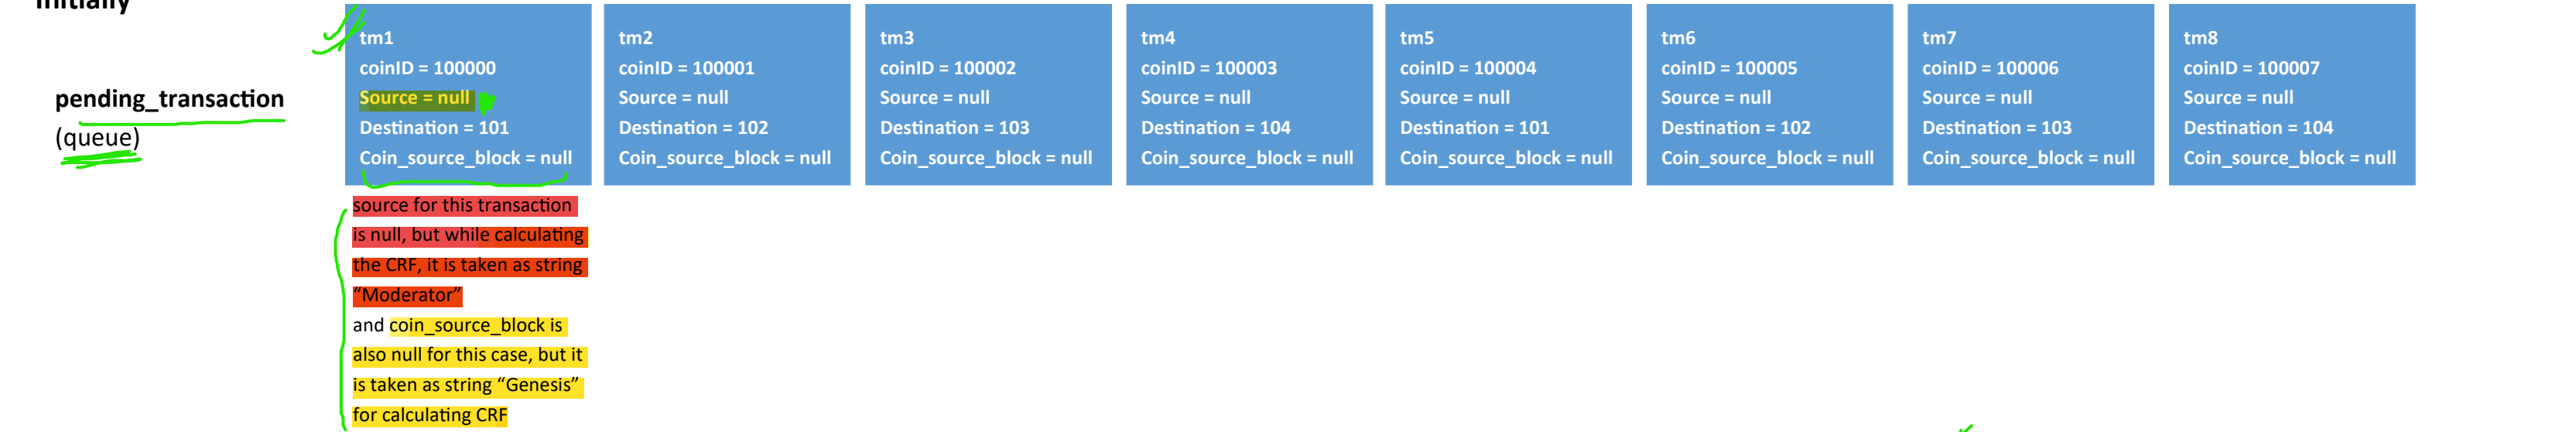 Initially
pending_transaction
(queue)
tm1
coinID = 100000
Source = null
Destination = 101
Coin_source_block = null
tm2
coinID = 100001
Source = null
Destination = 102
Coin_source_block = null
tm3
coinID = 100002
Source = null
Destination = 103
Coin_source_block = null
tm4
coinID = 100003
Source = null
Destination = 104
Coin_source_block = null
tm5
coinID = 100004
Source = null
Destination = 101
Coin_source_block = null
tm6
coinID = 100005
Source = null
Destination = 102
Coin_source_block = null
tm7
coinID = 100006
Source = null
Destination = 103
Coin_source_block = null
tm8
coinID = 100007
Source = null
Destination = 104
Coin_source_block = null
source for this transaction
is null, but while calculating
the CRF, it is taken as string
“Moderator”
and coin_source_block is
also null for this case, but it
is taken as string “Genesis”
for calculating CRF